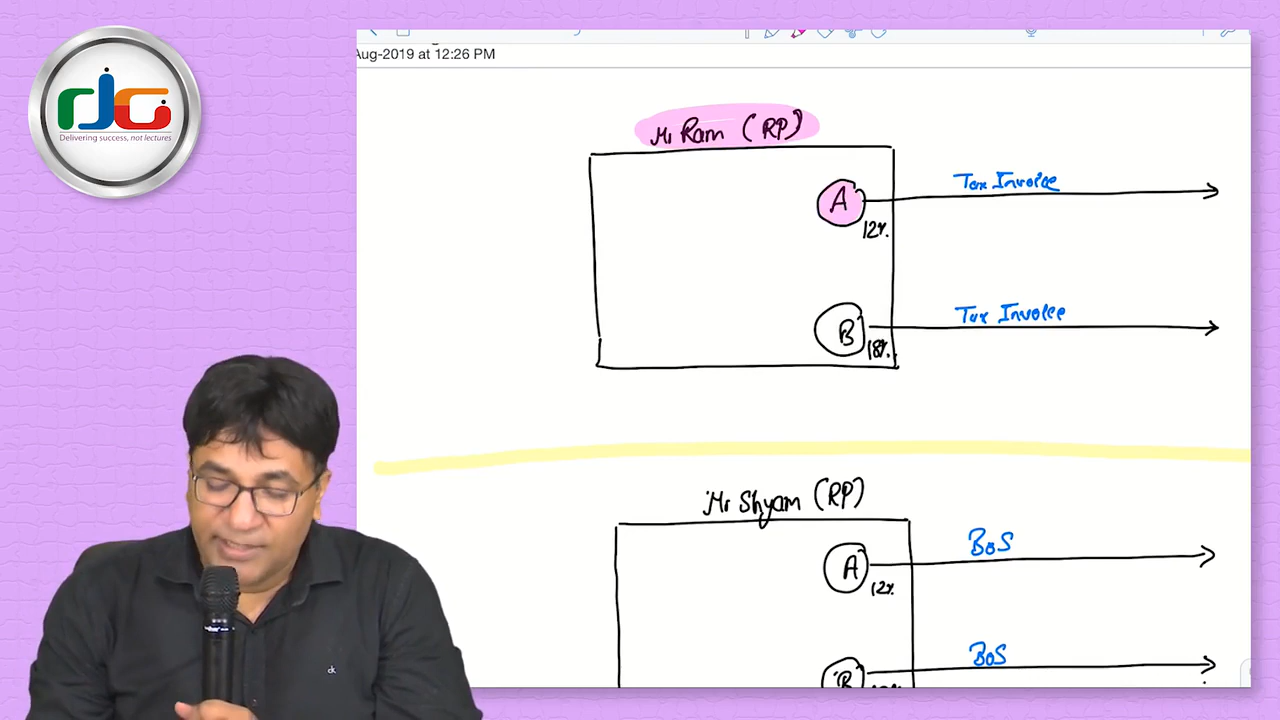 Delivering success, not lectures
Aug-2019 at 12:26 PM
Mr Ram (RP)
A
Tax Invoice
12%.
B
Tax Invoice
18%.
Mr Shyam (RP)
A
BoS
12%.
B
BoS
dk